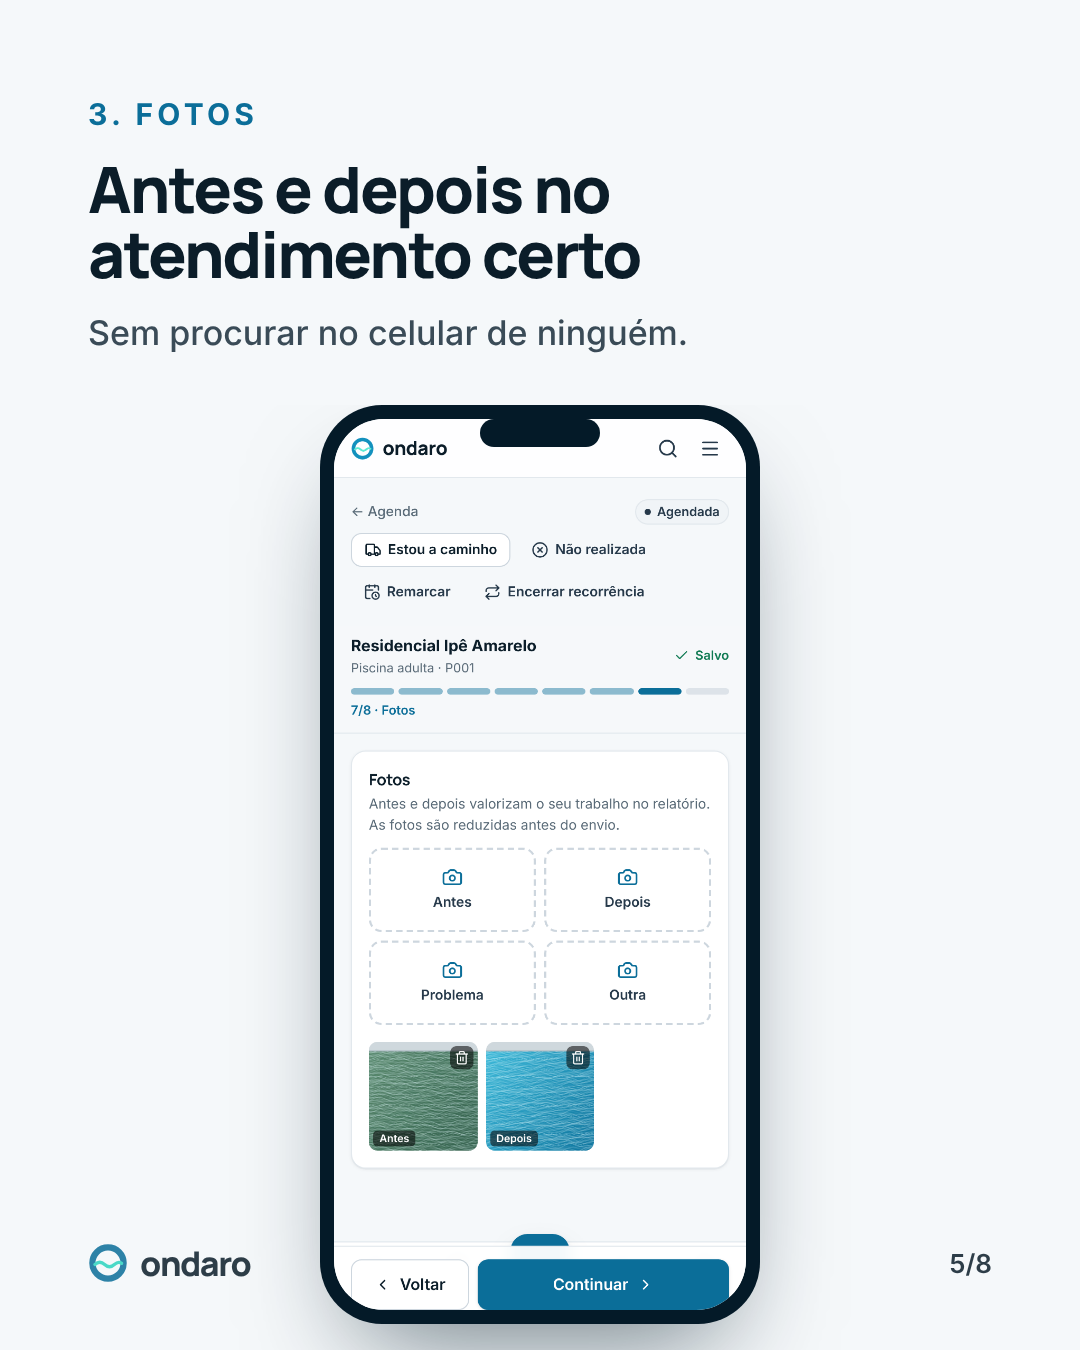 3. FOTOS
Antes e depois no
atendimento certo
Sem procurar no celular de ninguém.
ondaro
Agenda
Agendada
Estou a caminho
Não realizada
Remarcar
Encerrar recorrência
Residencial Ipê Amarelo
Salvo
Piscina adulta · P001
7/8 · Fotos
Fotos
Antes e depois valorizam o seu trabalho no relatório.
As fotos são reduzidas antes do envio.
Antes
Depois
Problema
Outra
Antes
Depois
Voltar
Continuar
ondaro
5/8